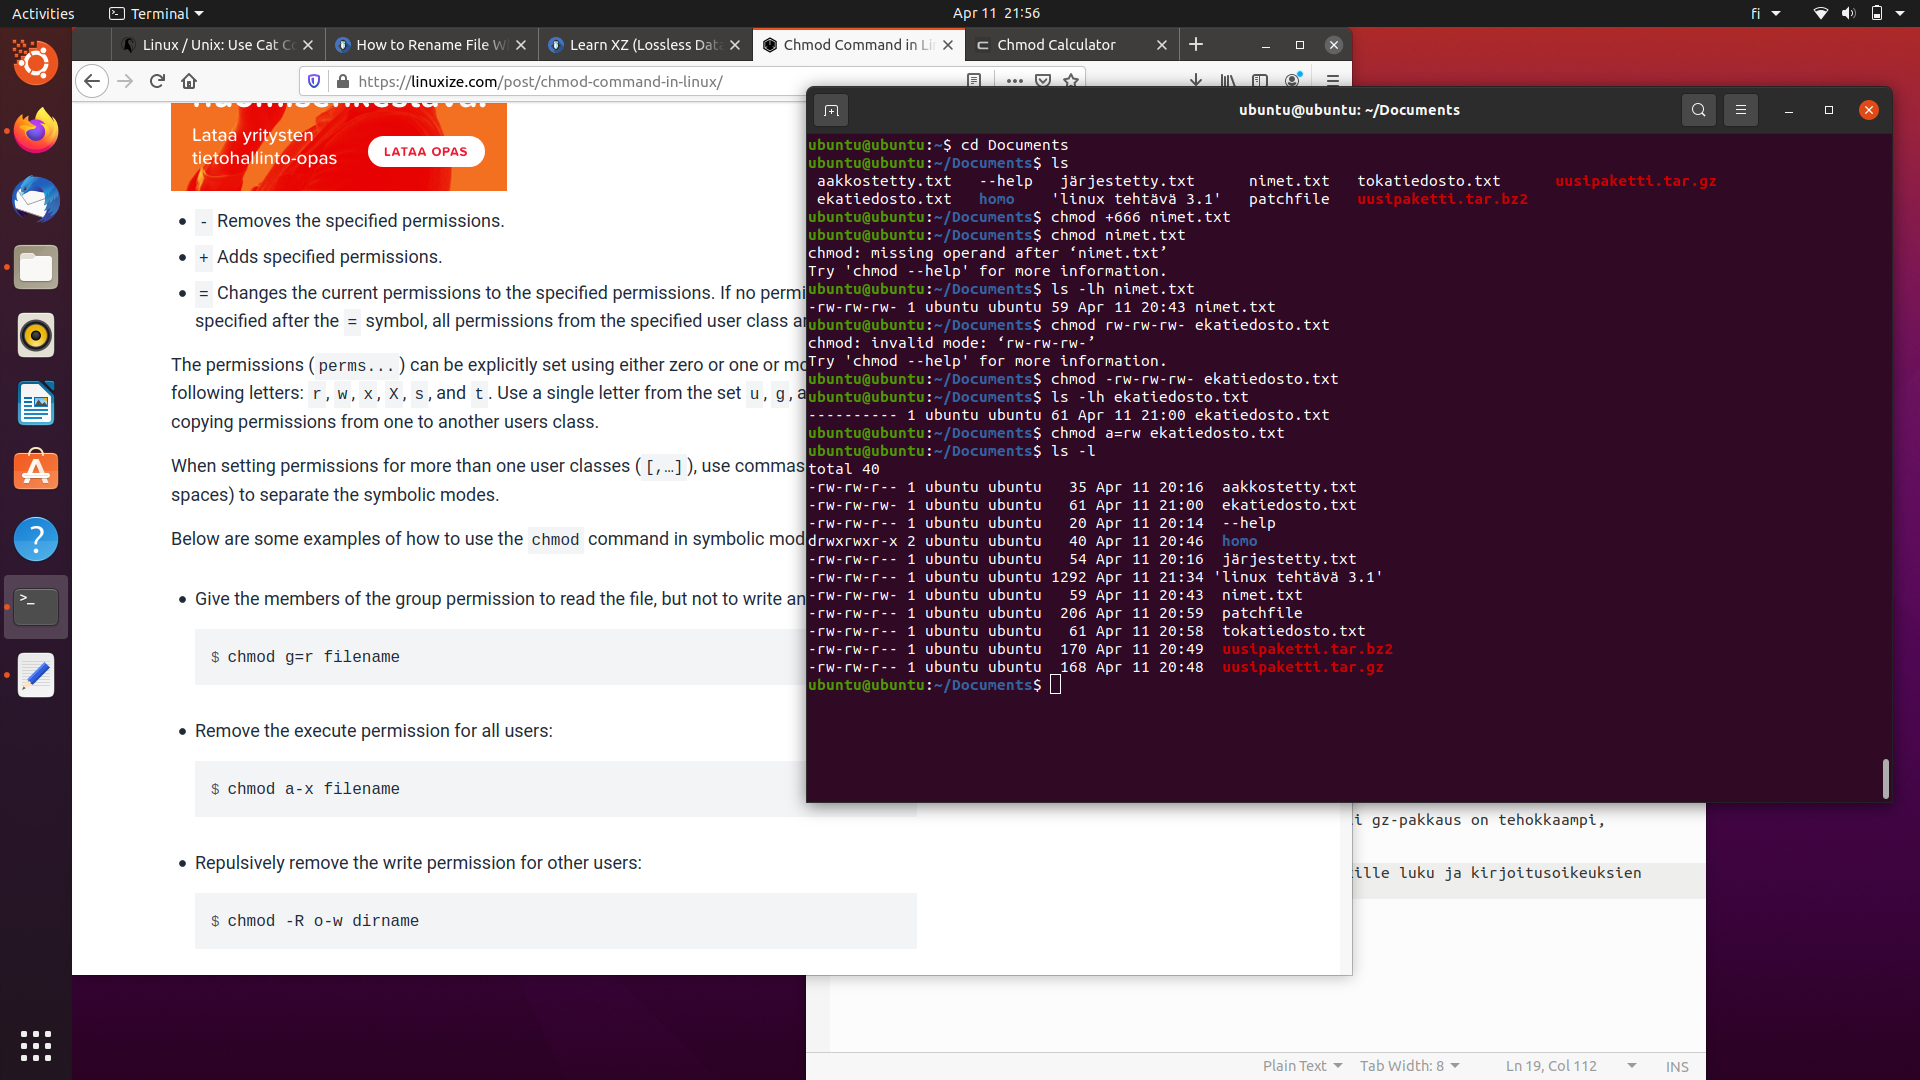 Activities
Terminal
Apr 11 21:56
fi
Linux / Unix: Use Cat Co
How to Rename File W
Learn XZ (Lossless Data
Chmod Command in Lin
Chmod Calculator
https://linuxize.com/post/chmod-command-in-linux/
Lataa yritysten
tietohallinto-opas
LATAA OPAS
- Removes the specified permissions.
+ Adds specified permissions.
= Changes the current permissions to the specified permissions. If no permi
specified after the = symbol, all permissions from the specified user class a
The permissions (perms...) can be explicitly set using either zero or one or mo
following letters: r, w, x, X, s, and t. Use a single letter from the set u, g, a
copying permissions from one to another users class.
When setting permissions for more than one user classes ([,…]), use commas
spaces) to separate the symbolic modes.
Below are some examples of how to use the chmod command in symbolic mod
Give the members of the group permission to read the file, but not to write an
$ chmod g=r filename
Remove the execute permission for all users:
$ chmod a-x filename
Repulsively remove the write permission for other users:
$ chmod -R o-w dirname
ubuntu@ubuntu: ~/Documents
ubuntu@ubuntu:~$ cd Documents
ubuntu@ubuntu:~/Documents$ ls
aakkostetty.txt --help järjestetty.txt nimet.txt tokatiedosto.txt uusipaketti.tar.gz
ekatiedosto.txt homo 'linux tehtävä 3.1' patchfile uusipaketti.tar.bz2
ubuntu@ubuntu:~/Documents$ chmod +666 nimet.txt
ubuntu@ubuntu:~/Documents$ chmod nimet.txt
chmod: missing operand after ‘nimet.txt’
Try 'chmod --help' for more information.
ubuntu@ubuntu:~/Documents$ ls -lh nimet.txt
-rw-rw-rw- 1 ubuntu ubuntu 59 Apr 11 20:43 nimet.txt
ubuntu@ubuntu:~/Documents$ chmod rw-rw-rw- ekatiedosto.txt
chmod: invalid mode: ‘rw-rw-rw-’
Try 'chmod --help' for more information.
ubuntu@ubuntu:~/Documents$ chmod -rw-rw-rw- ekatiedosto.txt
ubuntu@ubuntu:~/Documents$ ls -lh ekatiedosto.txt
---------- 1 ubuntu ubuntu 61 Apr 11 21:00 ekatiedosto.txt
ubuntu@ubuntu:~/Documents$ chmod a=rw ekatiedosto.txt
ubuntu@ubuntu:~/Documents$ ls -l
total 40
-rw-rw-r-- 1 ubuntu ubuntu 35 Apr 11 20:16 aakkostetty.txt
-rw-rw-rw- 1 ubuntu ubuntu 61 Apr 11 21:00 ekatiedosto.txt
-rw-rw-r-- 1 ubuntu ubuntu 20 Apr 11 20:14 --help
drwxrwxr-x 2 ubuntu ubuntu 40 Apr 11 20:46 homo
-rw-rw-r-- 1 ubuntu ubuntu 54 Apr 11 20:16 järjestetty.txt
-rw-rw-r-- 1 ubuntu ubuntu 1292 Apr 11 21:34 'linux tehtävä 3.1'
-rw-rw-rw- 1 ubuntu ubuntu 59 Apr 11 20:43 nimet.txt
-rw-rw-r-- 1 ubuntu ubuntu 206 Apr 11 20:59 patchfile
-rw-rw-r-- 1 ubuntu ubuntu 61 Apr 11 20:58 tokatiedosto.txt
-rw-rw-r-- 1 ubuntu ubuntu 170 Apr 11 20:49 uusipaketti.tar.bz2
-rw-rw-r-- 1 ubuntu ubuntu 168 Apr 11 20:48 uusipaketti.tar.gz
ubuntu@ubuntu:~/Documents$
i gz-pakkaus on tehokkaampi,
ille luku ja kirjoitusoikeuksien
Plain Text Tab Width: 8 Ln 19, Col 112 INS